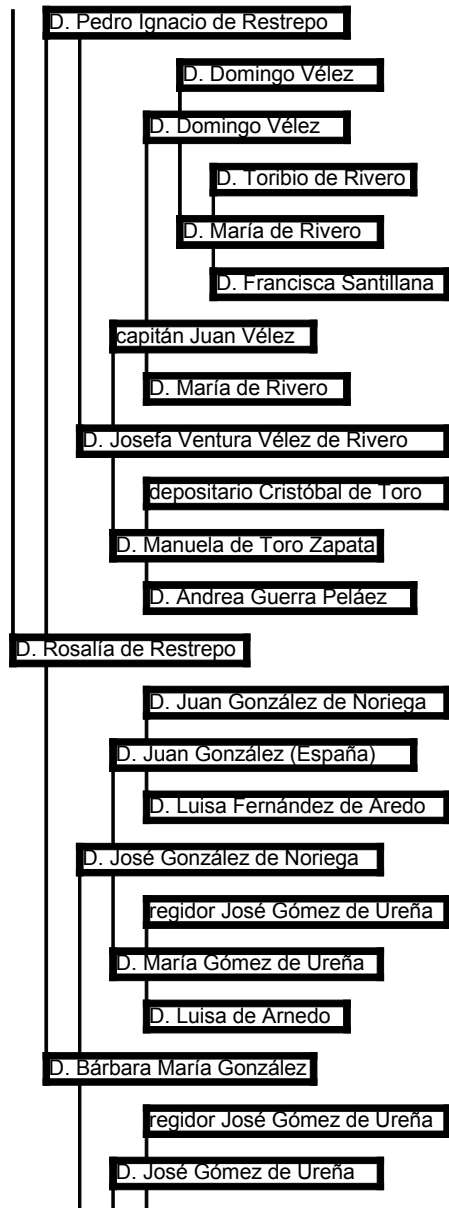 D. Pedro Ignacio de Restrepo
D. Domingo Vélez
D. Domingo Vélez
D. Toribio de Rivero
D. María de Rivero
D. Francisca Santillana
capitán Juan Vélez
D. María de Rivero
D. Josefa Ventura Vélez de Rivero
depositario Cristóbal de Toro
D. Manuela de Toro Zapata
D. Andrea Guerra Peláez
D. Rosalía de Restrepo
D. Juan González de Noriega
D. Juan González (España)
D. Luisa Fernández de Aredo
D. José González de Noriega
regidor José Gómez de Ureña
D. María Gómez de Ureña
D. Luisa de Arnedo
D. Bárbara María González
regidor José Gómez de Ureña
D. José Gómez de Ureña